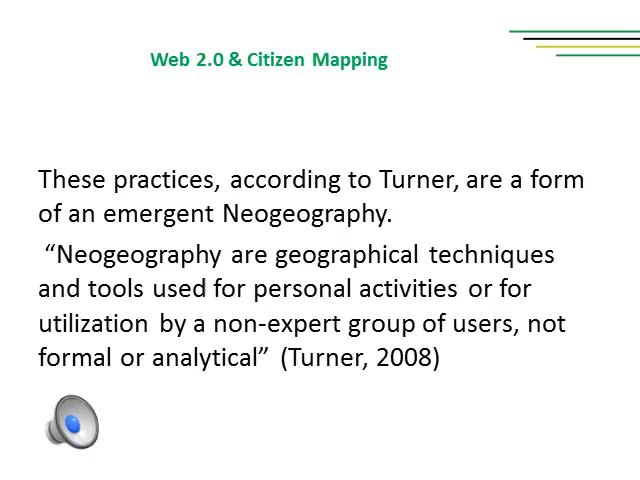 Web 2.0 & Citizen Mapping
These practices, according to Turner, are a form
of an emergent Neogeography.
“Neogeography are geographical techniques
and tools used for personal activities or for
utilization by a non-expert group of users, not
formal or analytical” (Turner, 2008)